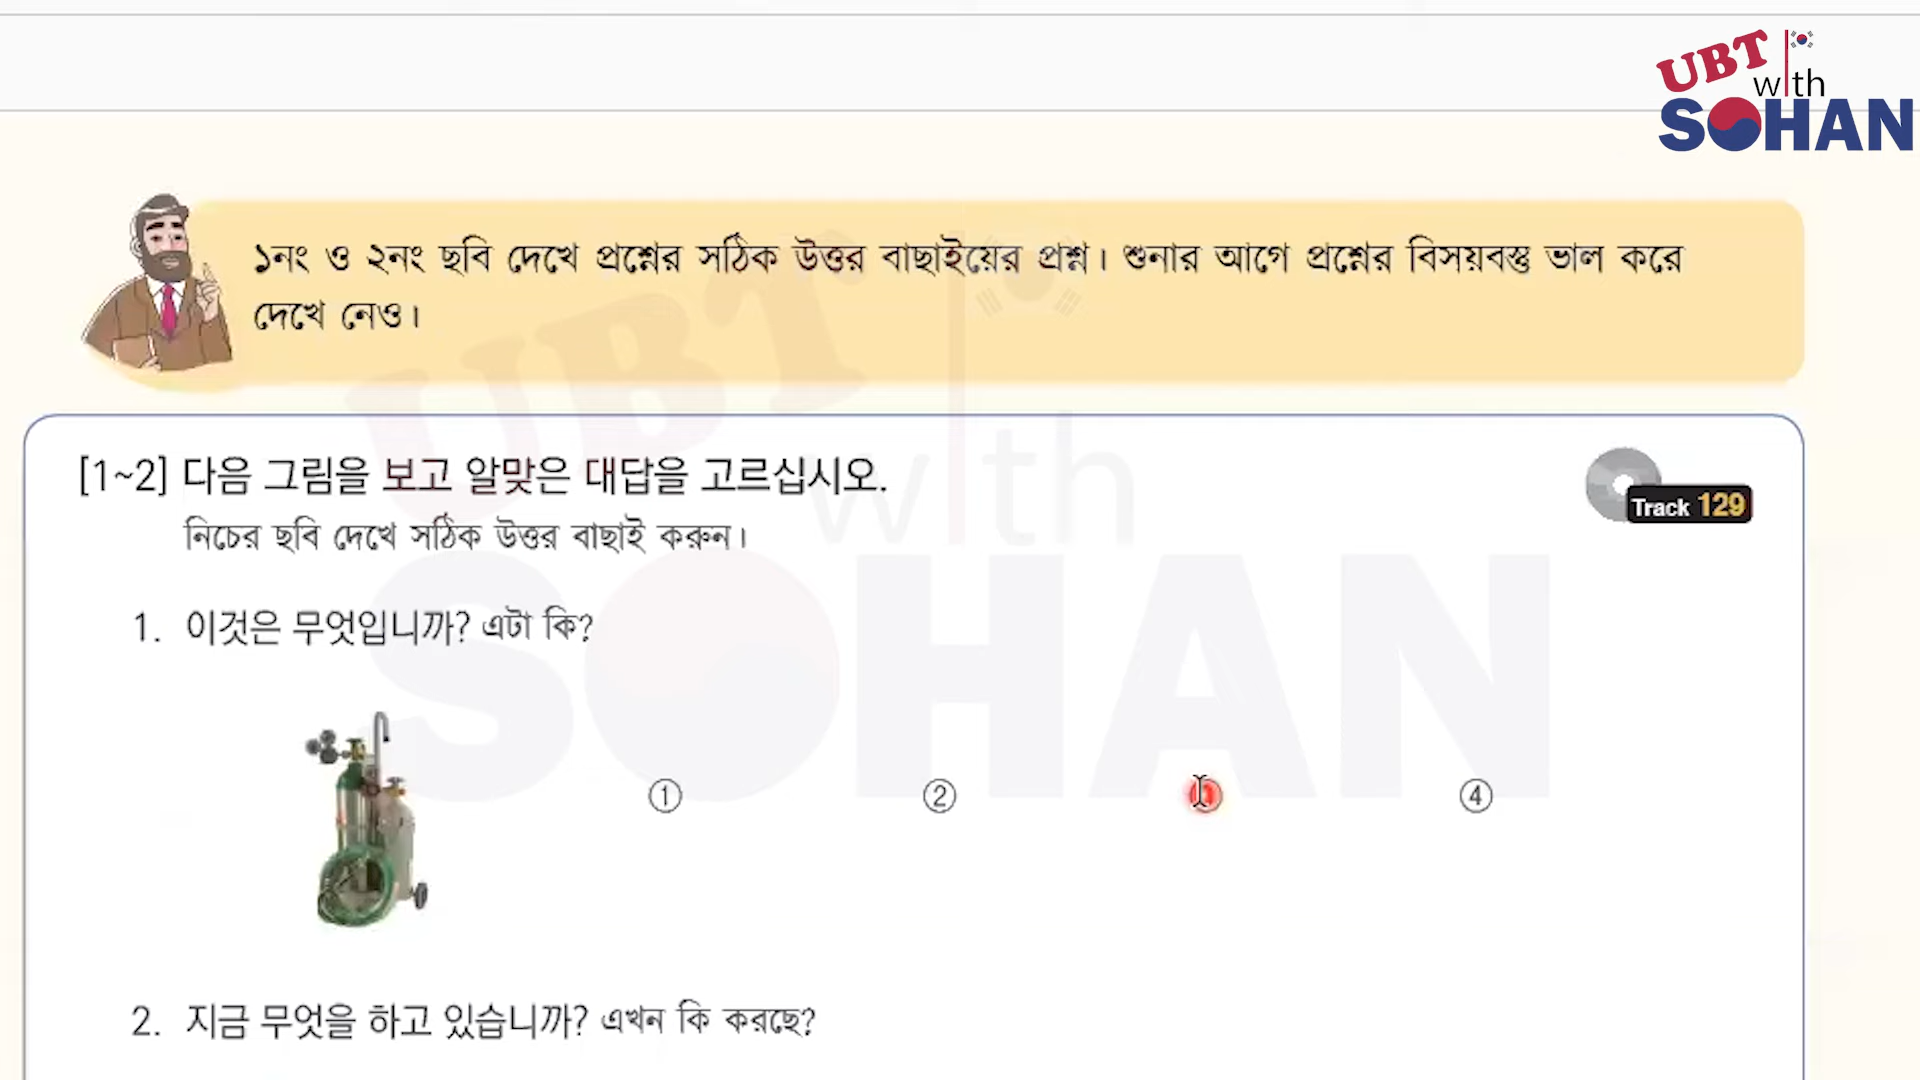 UBT
with
SOHAN
১নং ও ২নং ছবি দেখে প্রশ্নের সঠিক উত্তর বাছাইয়ের প্রশ্ন। শুনার আগে প্রশ্নের বিসয়বস্তু ভাল করে
দেখে নেও।
[1~2] 다음 그림을 보고 알맞은 대답을 고르십시오.
Track 129
নিচের ছবি দেখে সঠিক উত্তর বাছাই করুন।
1. 이것은 무엇입니까? এটা কি?
① ② ④
2. 지금 무엇을 하고 있습니까? এখন কি করছে?
UBT
with
SOHAN